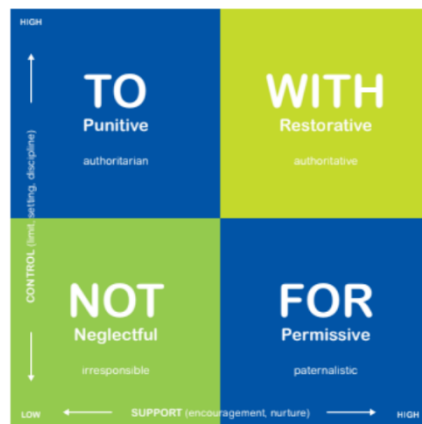 HIGH
TO
Punitive
authoritarian
WITH
Restorative
authoritative
CONTROL (limit, setting, discipline)
NOT
Neglectful
irresponsible
FOR
Permissive
paternalistic
LOW
SUPPORT (encouragement, nurture)
HIGH